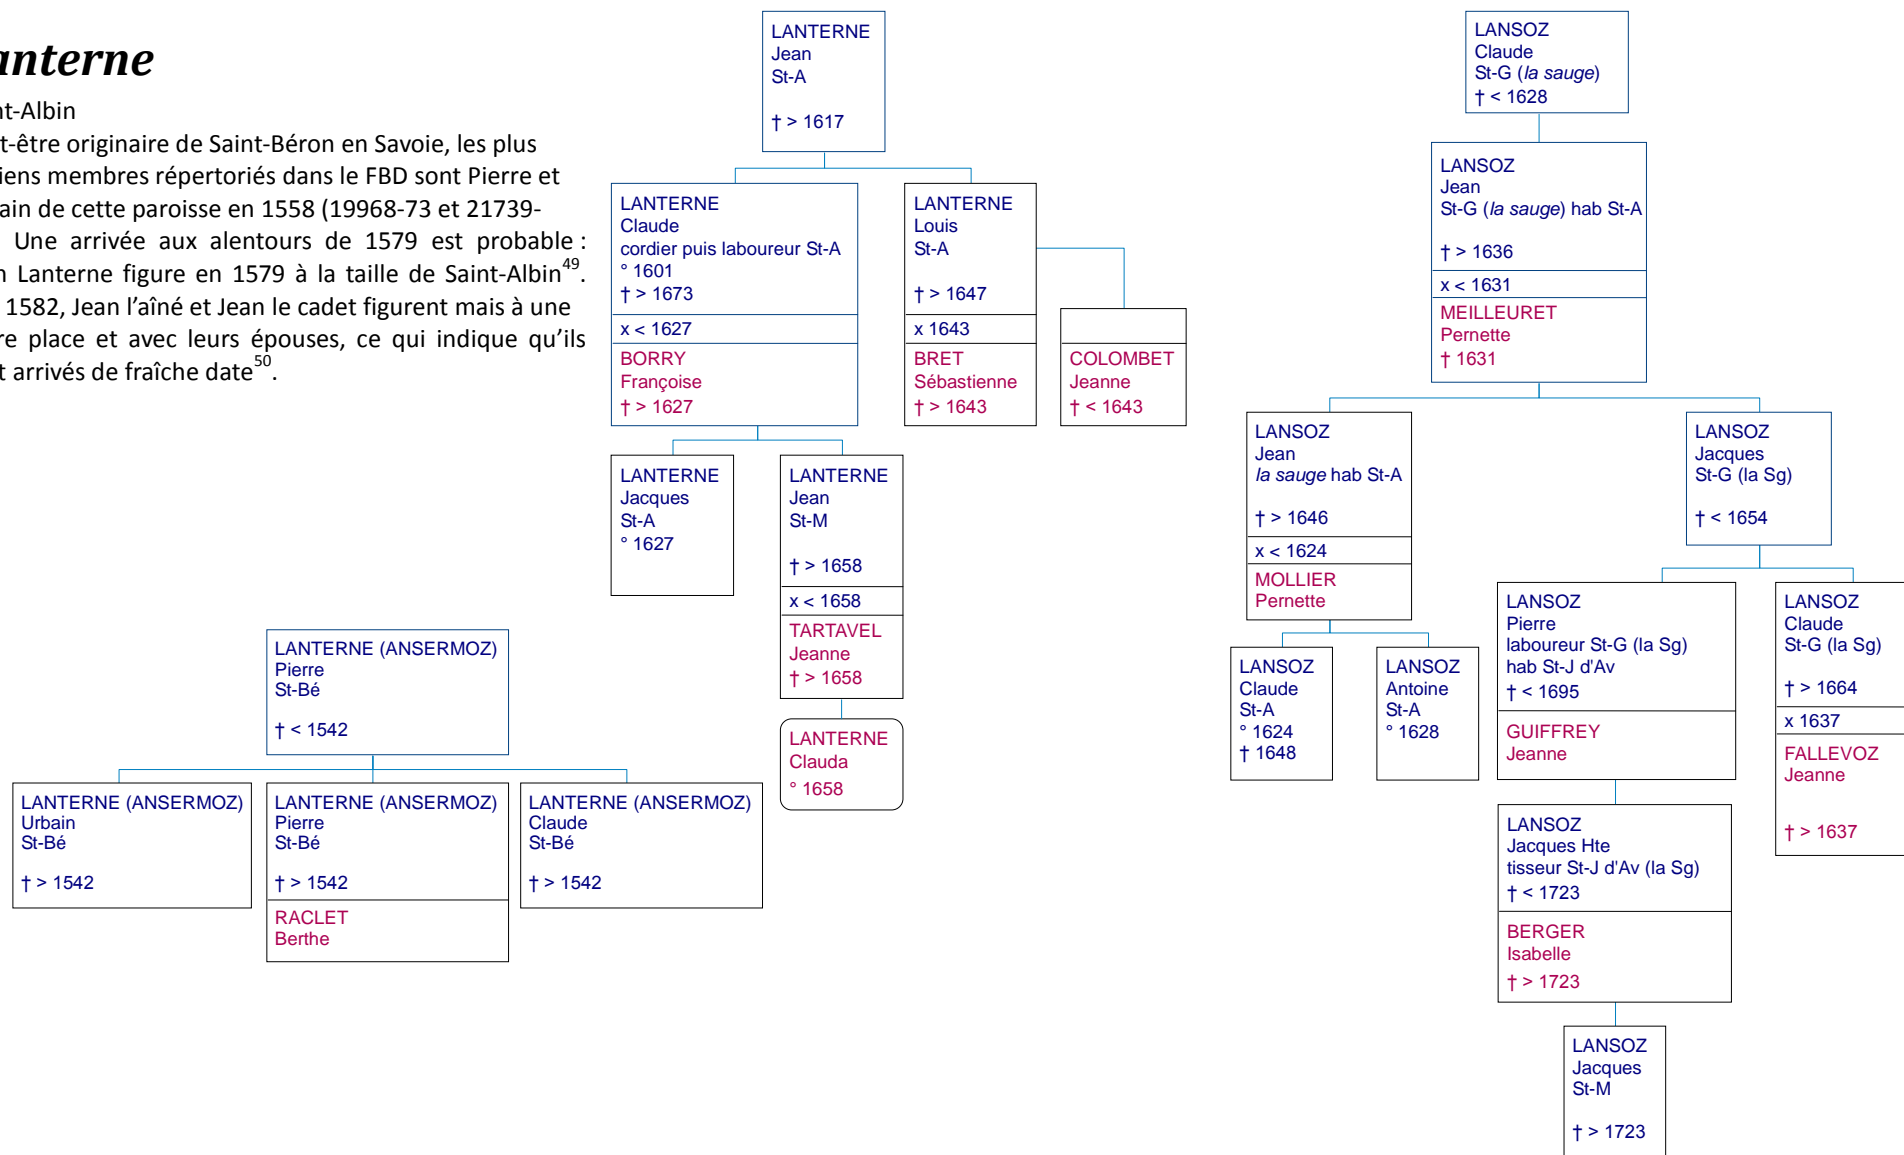 anterne
nt-Albin
t-être originaire de Saint-Béron en Savoie, les plus
iens membres répertoriés dans le FBD sont Pierre et
ain de cette paroisse en 1558 (19968-73 et 21739-
Une arrivée aux alentours de 1579 est probable :
n Lanterne figure en 1579 à la taille de Saint-Albin49.
1582, Jean l’aîné et Jean le cadet figurent mais à une
re place et avec leurs épouses, ce qui indique qu’ils
t arrivés de fraîche date50.
LANTERNE
Jean
St-A
† > 1617
LANTERNE
Claude
cordier puis laboureur St-A
° 1601
† > 1673
x < 1627
BORRY
Françoise
† > 1627
LANTERNE
Louis
St-A
† > 1647
x 1643
BRET
Sébastienne
† > 1643
COLOMBET
Jeanne
† < 1643
LANTERNE
Jacques
St-A
° 1627
LANTERNE
Jean
St-M
† > 1658
x < 1658
TARTAVEL
Jeanne
† > 1658
LANTERNE
Clauda
° 1658
LANTERNE (ANSERMOZ)
Pierre
St-Bé
† < 1542
LANTERNE (ANSERMOZ)
Urbain
St-Bé
† > 1542
LANTERNE (ANSERMOZ)
Pierre
St-Bé
† > 1542
RACLET
Berthe
LANTERNE (ANSERMOZ)
Claude
St-Bé
† > 1542
LANSOZ
Claude
St-G (la sauge)
† < 1628
LANSOZ
Jean
St-G (la sauge) hab St-A
† > 1636
x < 1631
MEILLEURET
Pernette
† 1631
LANSOZ
Jean
la sauge hab St-A
† > 1646
x < 1624
MOLLIER
Pernette
LANSOZ
Jacques
St-G (la Sg)
† < 1654
LANSOZ
Claude
St-A
° 1624
† 1648
LANSOZ
Antoine
St-A
° 1628
LANSOZ
Pierre
laboureur St-G (la Sg)
hab St-J d'Av
† < 1695
GUIFFREY
Jeanne
LANSOZ
Claude
St-G (la Sg)
† > 1664
x 1637
FALLEVOZ
Jeanne
† > 1637
LANSOZ
Jacques Hte
tisseur St-J d'Av (la Sg)
† < 1723
BERGER
Isabelle
† > 1723
LANSOZ
Jacques
St-M
† > 1723